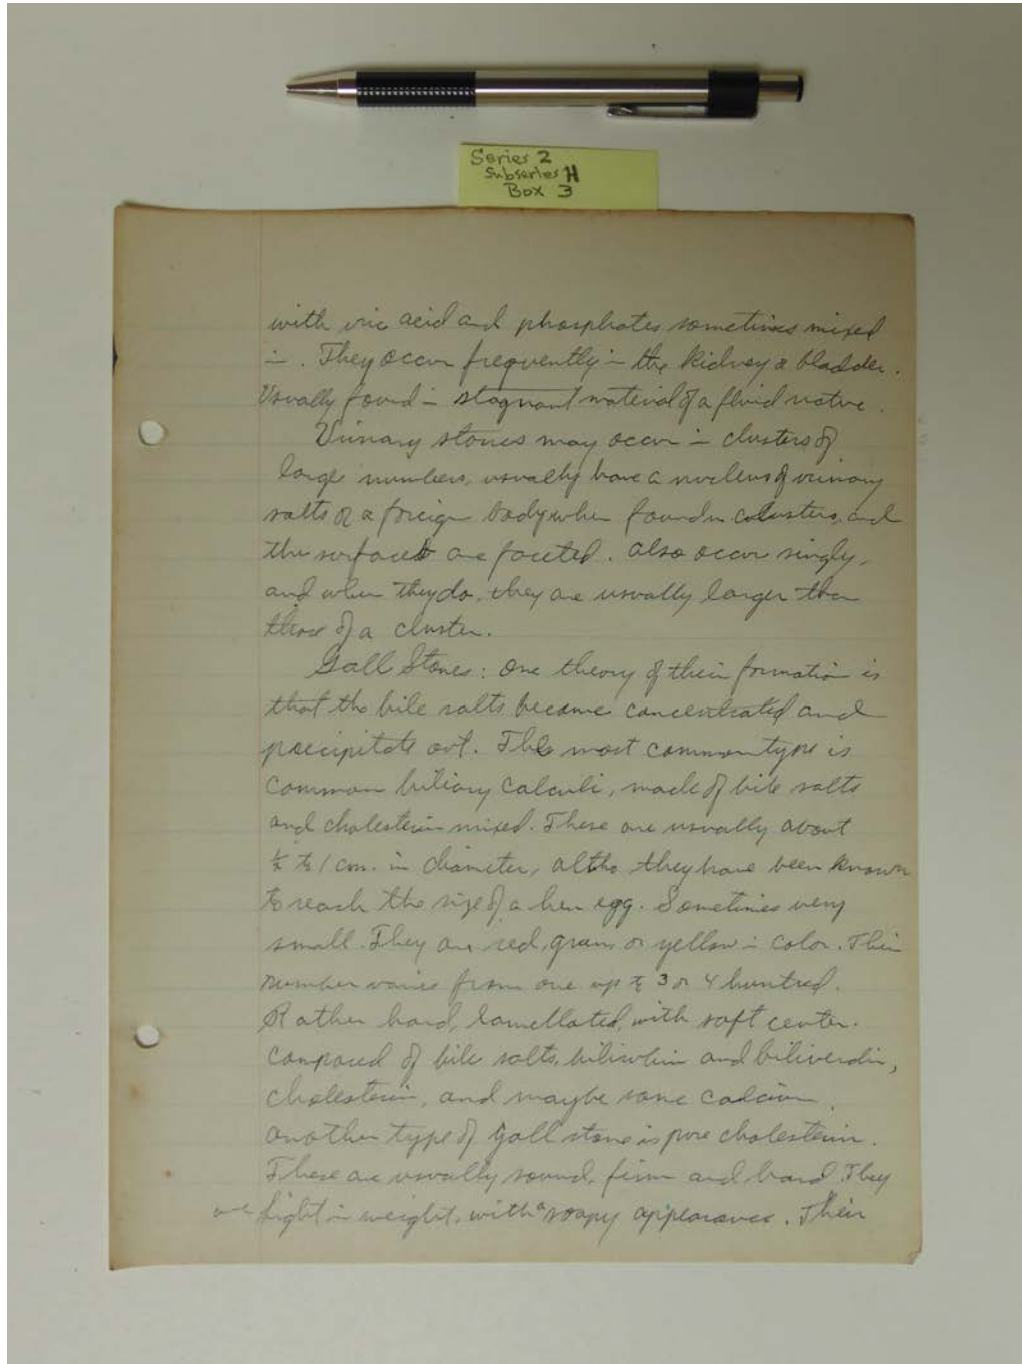 Series 2
Subseries H
Box 3
with uric acid and phosphates sometimes mixed
in. They occur frequently in the kidney & bladder.
Usually found in stagnant material of a fluid nature.
Urinary stones may occur in clusters of
large numbers, usually have a nucleus of urinary
salts or a foreign body when found in clusters, and
the surfaces are faceted. Also occur singly,
and when they do, they are usually larger than
those of a cluster.
Gall Stones: One theory of their formation is
that the bile salts become concentrated and
precipitate out. The most common type is
common biliary calculi, made of bile salts
and cholesterin mixed. These are usually about
½ to 1 cm. in diameter, altho they have been known
to reach the size of a hen egg. Sometimes very
small. They are red, green or yellow in color. Their
number varies from one up to 3 or 4 hundred.
Rather hard, lamellated, with soft center.
Composed of bile salts, bilirubin and biliverdin,
cholesterin, and maybe some calcium.
Another type of gall stone is pure cholesterin.
These are usually round, firm and hard. They
are light in weight, with a soapy appearance. Their